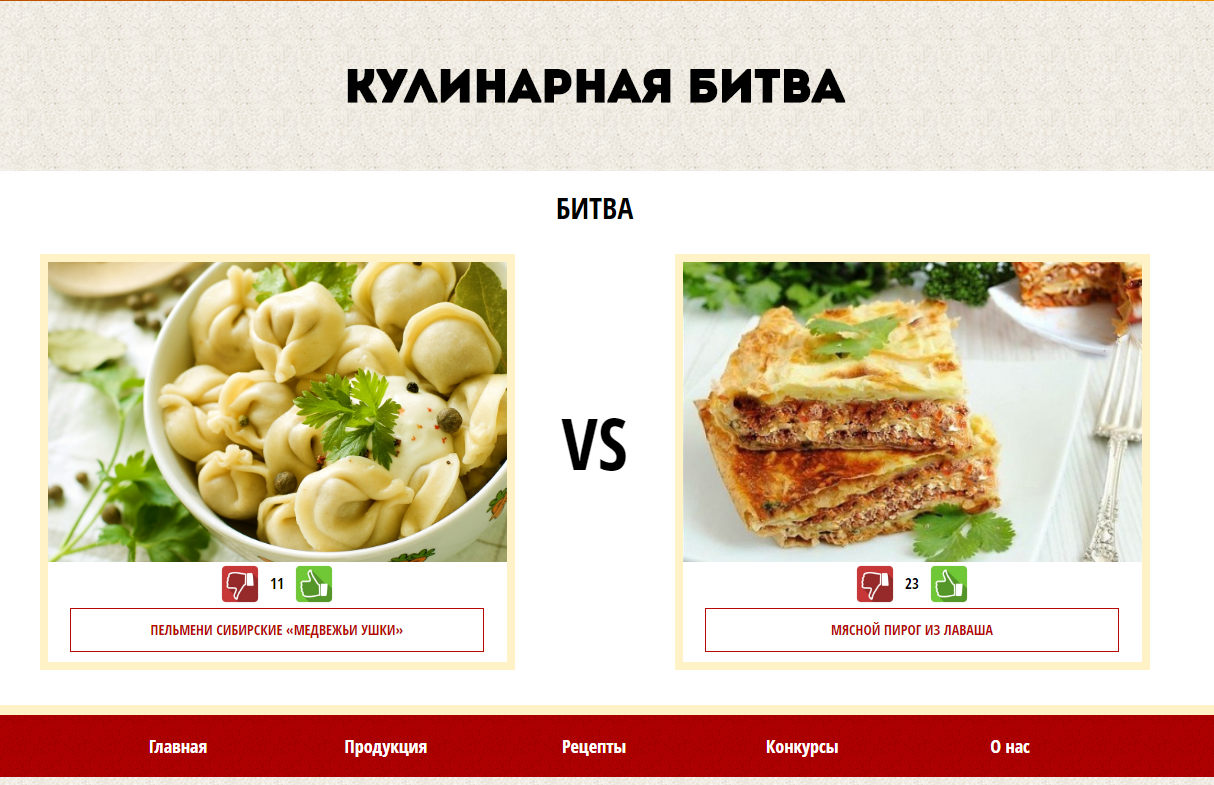 КУЛИНАРНАЯ БИТВА
БИТВА
VS
11
23
ПЕЛЬМЕНИ СИБИРСКИЕ «МЕДВЕЖЬИ УШКИ»
МЯСНОЙ ПИРОГ ИЗ ЛАВАША
Главная Продукция Рецепты Конкурсы О нас